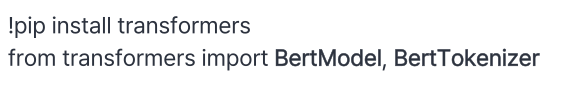 !pip install transformers
from transformers import BertModel, BertTokenizer